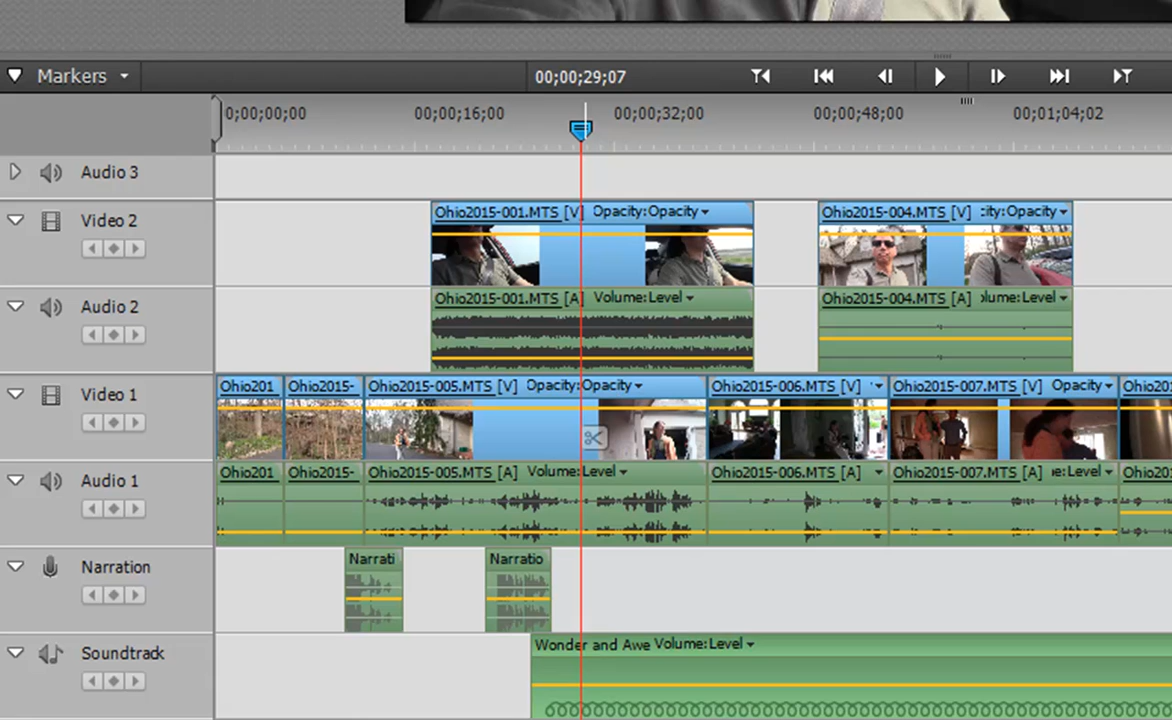 Markers 00;00;29;07
0;00;00;00 00;00;16;00 00;00;32;00 00;00;48;00 00;01;04;02
Audio 3
Video 2 Ohio2015-001.MTS [V] Opacity:Opacity Ohio2015-004.MTS [V] :ity:Opacity
Audio 2 Ohio2015-001.MTS [A] Volume:Level Ohio2015-004.MTS [A] olume:Level
Video 1 Ohio201 Ohio2015- Ohio2015-005.MTS [V] Opacity:Opacity Ohio2015-006.MTS [V] Ohio2015-007.MTS [V] Opacity Ohio201
Audio 1 Ohio201 Ohio2015- Ohio2015-005.MTS [A] Volume:Level Ohio2015-006.MTS [A] Ohio2015-007.MTS [A] e:Level Ohio20
Narration Narrati Narratio
Soundtrack Wonder and Awe Volume:Level